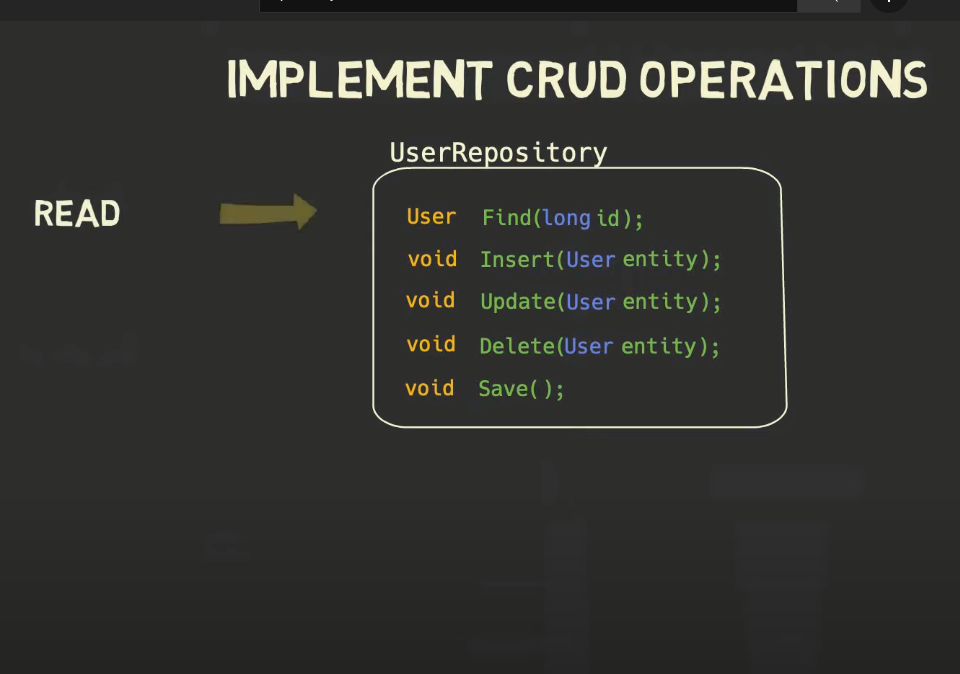 IMPLEMENT CRUD OPERATIONS
UserRepository
READ
User Find(long id);
void Insert(User entity);
void Update(User entity);
void Delete(User entity);
void Save();